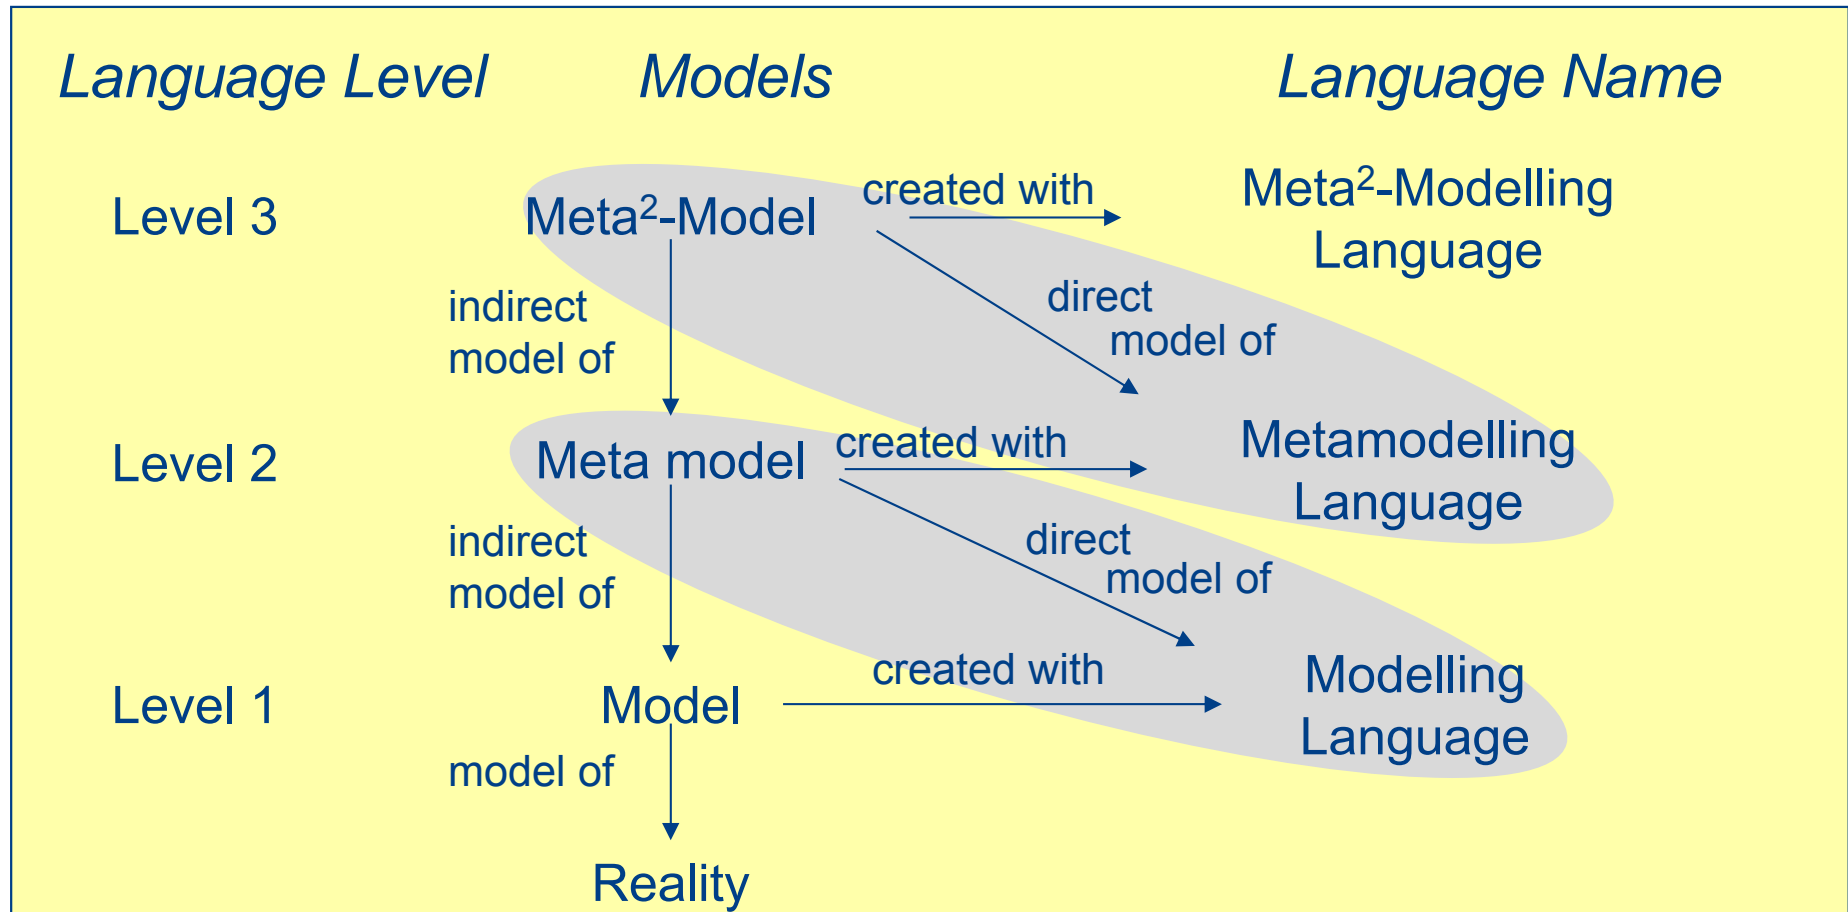 Language Level Models Language Name
Level 3 Meta²-Model created with Meta²-Modelling
Language
indirect
model of
direct
model of
Level 2 Meta model created with Metamodelling
Language
indirect
model of
direct
model of
Level 1 Model created with Modelling
Language
model of
Reality